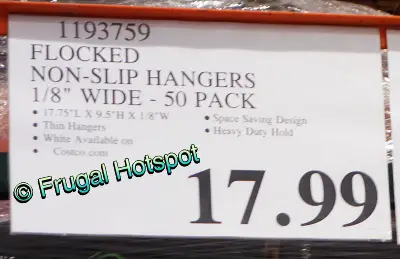 1193759
FLOCKED
NON-SLIP HANGERS
1/8" WIDE - 50 PACK
• 17.75"L X 9.5"H X 1/8"W
• Thin Hangers
• White Available on
• Costco.com
• Space Saving Design
• Heavy Duty Hold
© Frugal Hotspot
17.99